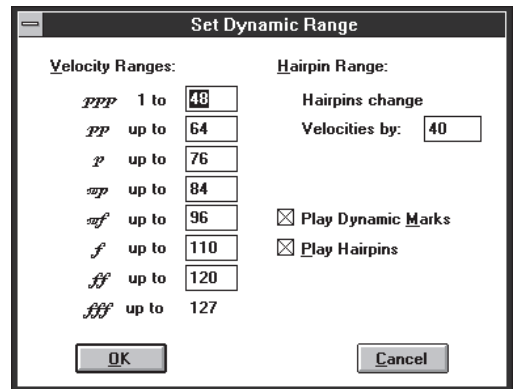 Set Dynamic Range
Velocity Ranges:
ppp 1 to 48
pp up to 64
p up to 76
mp up to 84
mf up to 96
f up to 110
ff up to 120
fff up to 127
Hairpin Range:
Hairpins change
Velocities by: 40
Play Dynamic Marks
Play Hairpins
OK
Cancel